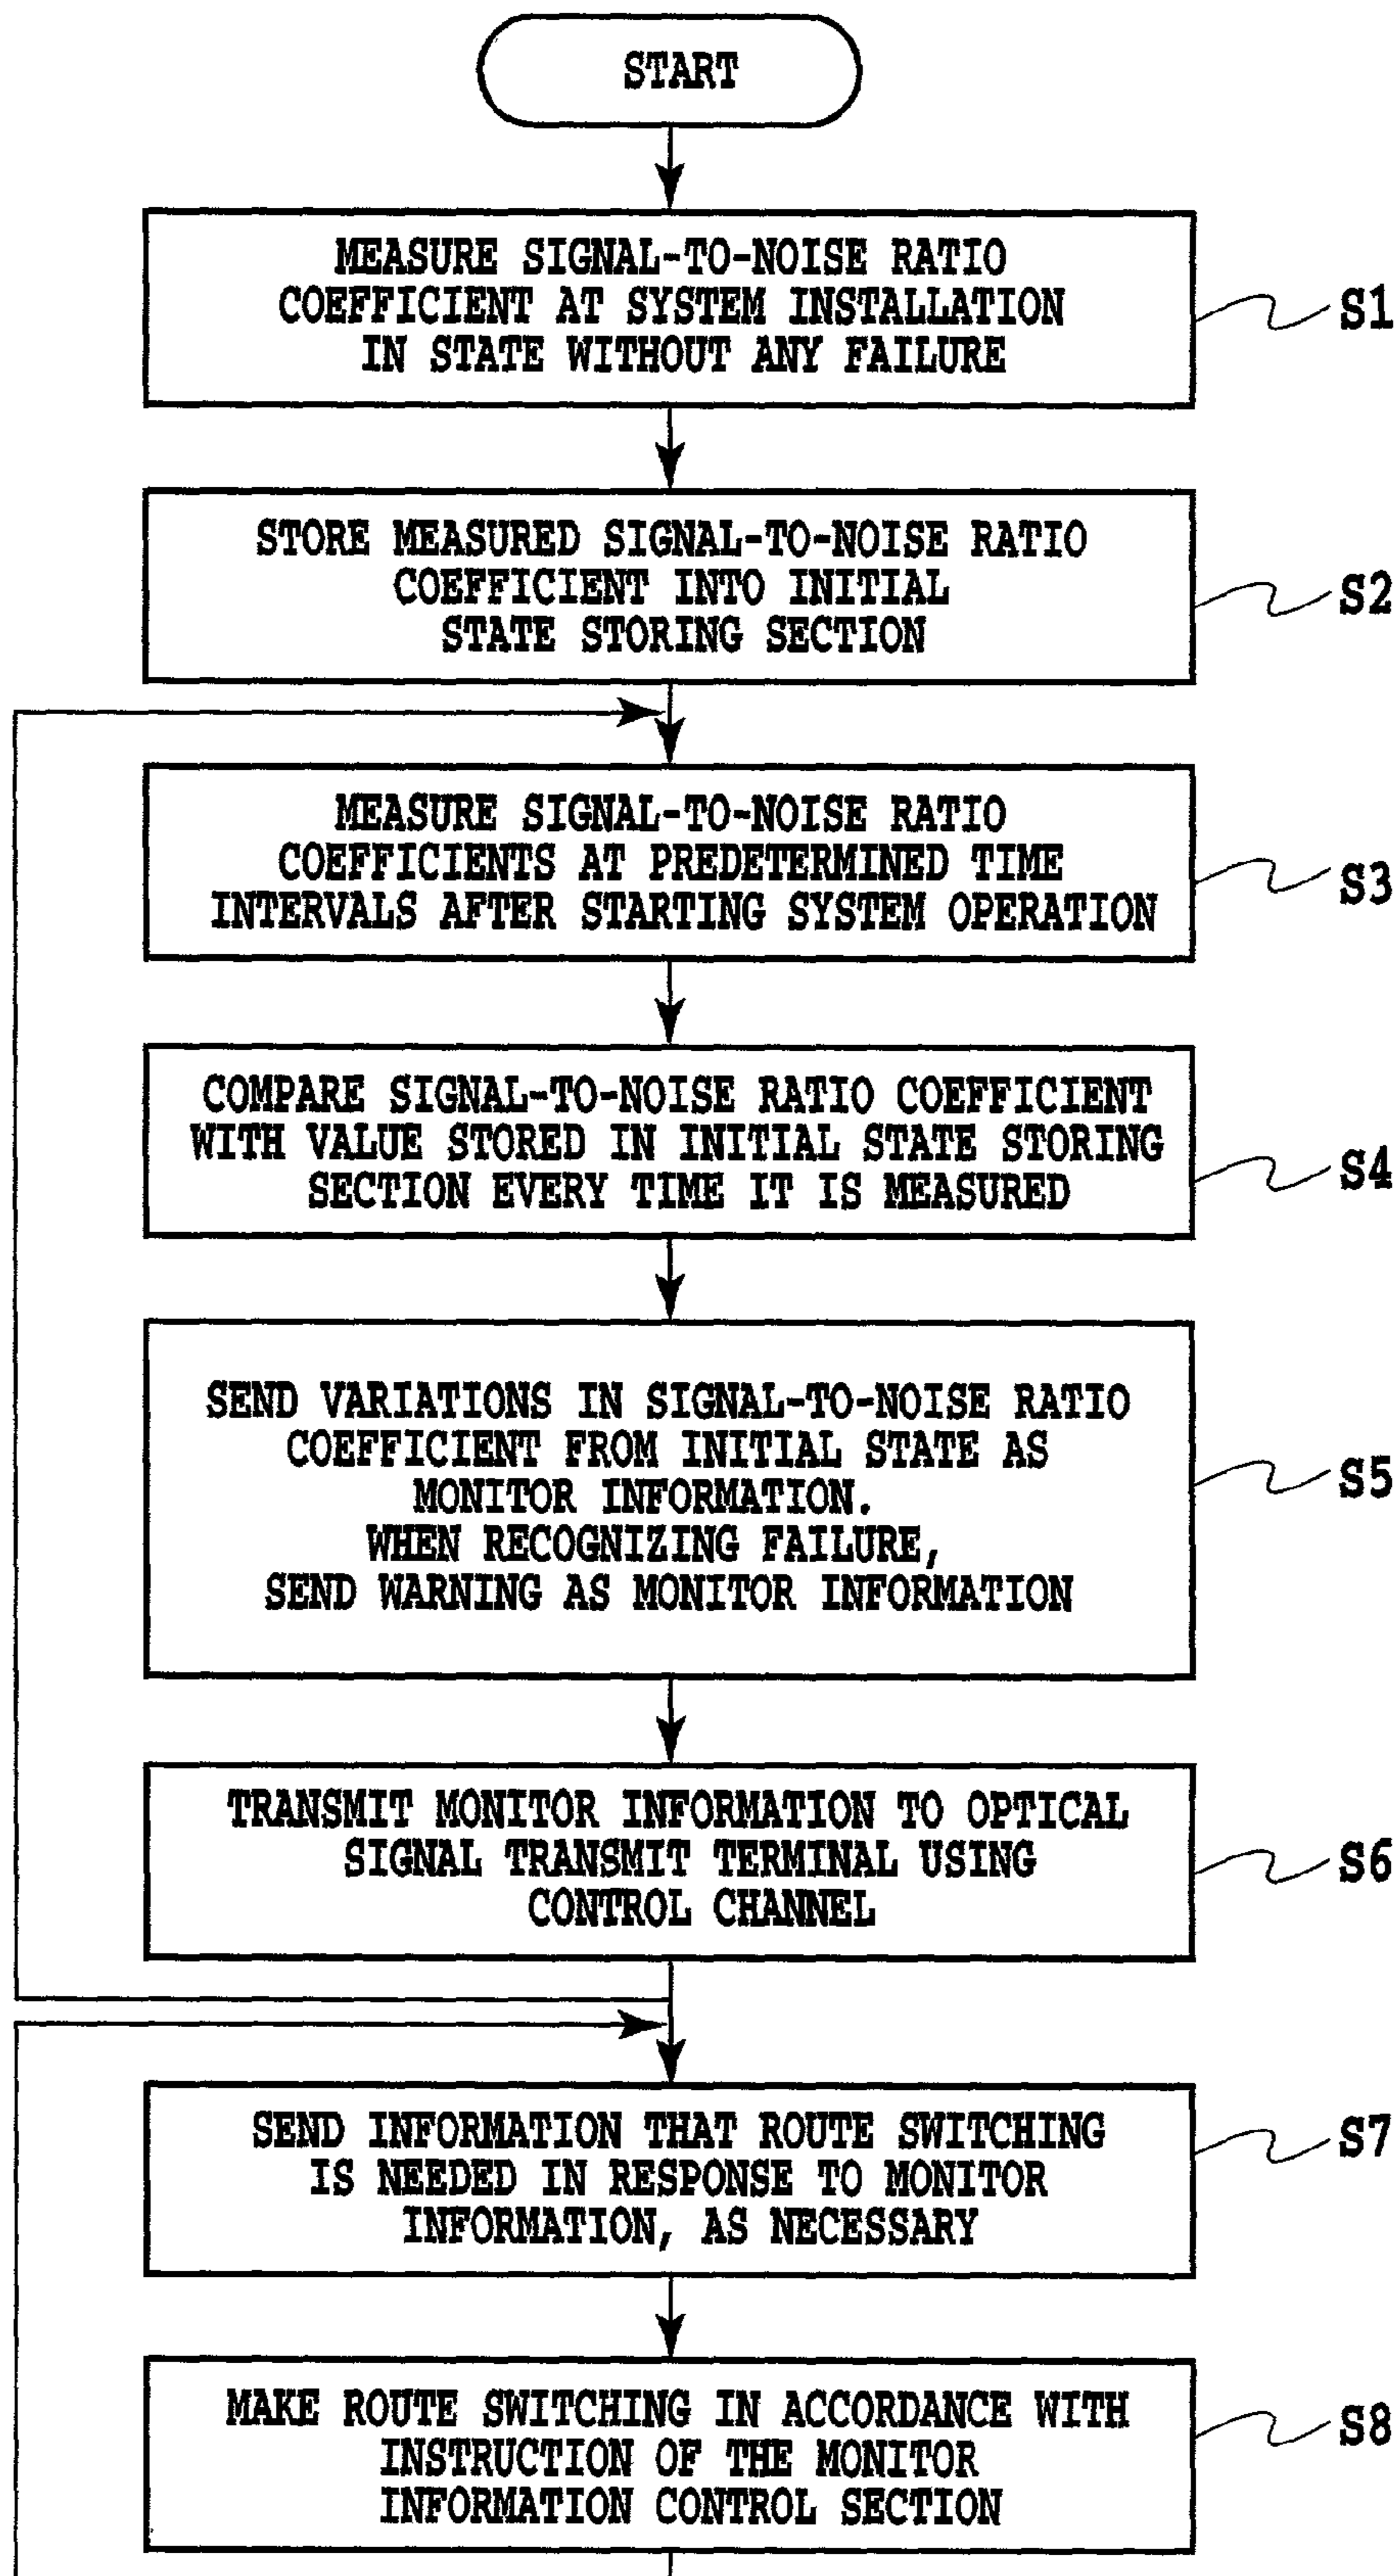 START
MEASURE SIGNAL-TO-NOISE RATIO
COEFFICIENT AT SYSTEM INSTALLATION
IN STATE WITHOUT ANY FAILURE
S1
STORE MEASURED SIGNAL-TO-NOISE RATIO
COEFFICIENT INTO INITIAL
STATE STORING SECTION
S2
MEASURE SIGNAL-TO-NOISE RATIO
COEFFICIENTS AT PREDETERMINED TIME
INTERVALS AFTER STARTING SYSTEM OPERATION
S3
COMPARE SIGNAL-TO-NOISE RATIO COEFFICIENT
WITH VALUE STORED IN INITIAL STATE STORING
SECTION EVERY TIME IT IS MEASURED
S4
SEND VARIATIONS IN SIGNAL-TO-NOISE RATIO
COEFFICIENT FROM INITIAL STATE AS
MONITOR INFORMATION.
WHEN RECOGNIZING FAILURE,
SEND WARNING AS MONITOR INFORMATION
S5
TRANSMIT MONITOR INFORMATION TO OPTICAL
SIGNAL TRANSMIT TERMINAL USING
CONTROL CHANNEL
S6
SEND INFORMATION THAT ROUTE SWITCHING
IS NEEDED IN RESPONSE TO MONITOR
INFORMATION, AS NECESSARY
S7
MAKE ROUTE SWITCHING IN ACCORDANCE WITH
INSTRUCTION OF THE MONITOR
INFORMATION CONTROL SECTION
S8